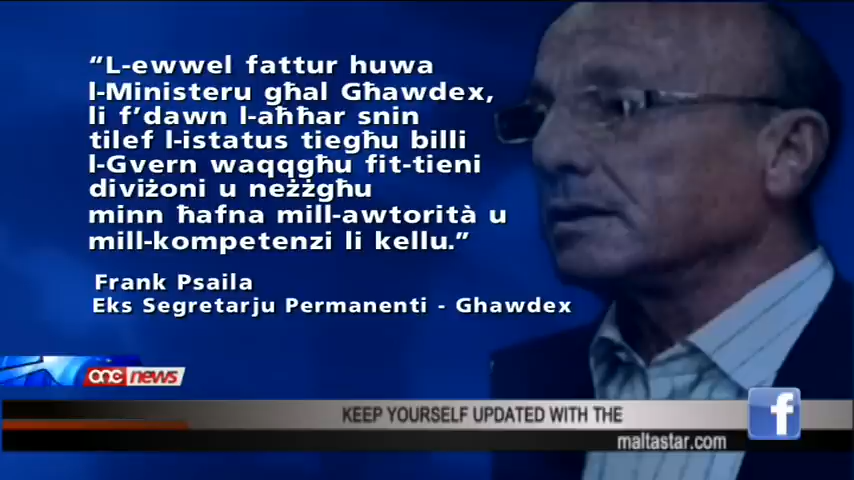 “L-ewwel fattur huwa
l-Ministeru għal Għawdex,
li f’dawn l-aħħar snin
tilef l-istatus tiegħu billi
l-Gvern waqqgħu fit-tieni
diviżoni u neżżgħu
minn ħafna mill-awtorità u
mill-kompetenzi li kellu.”
Frank Psaila
Eks Segretarju Permanenti - Ghawdex
one news
KEEP YOURSELF UPDATED WITH THE
f
maltastar.com